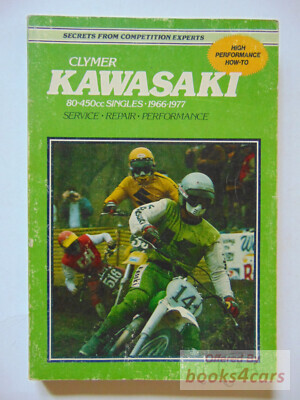 SECRETS FROM COMPETITION EXPERTS
HIGH
PERFORMANCE
HOW-TO
CLYMER
KAWASAKI
80-450cc SINGLES • 1966-1977
SERVICE • REPAIR • PERFORMANCE
516
14
Offered By
books4cars